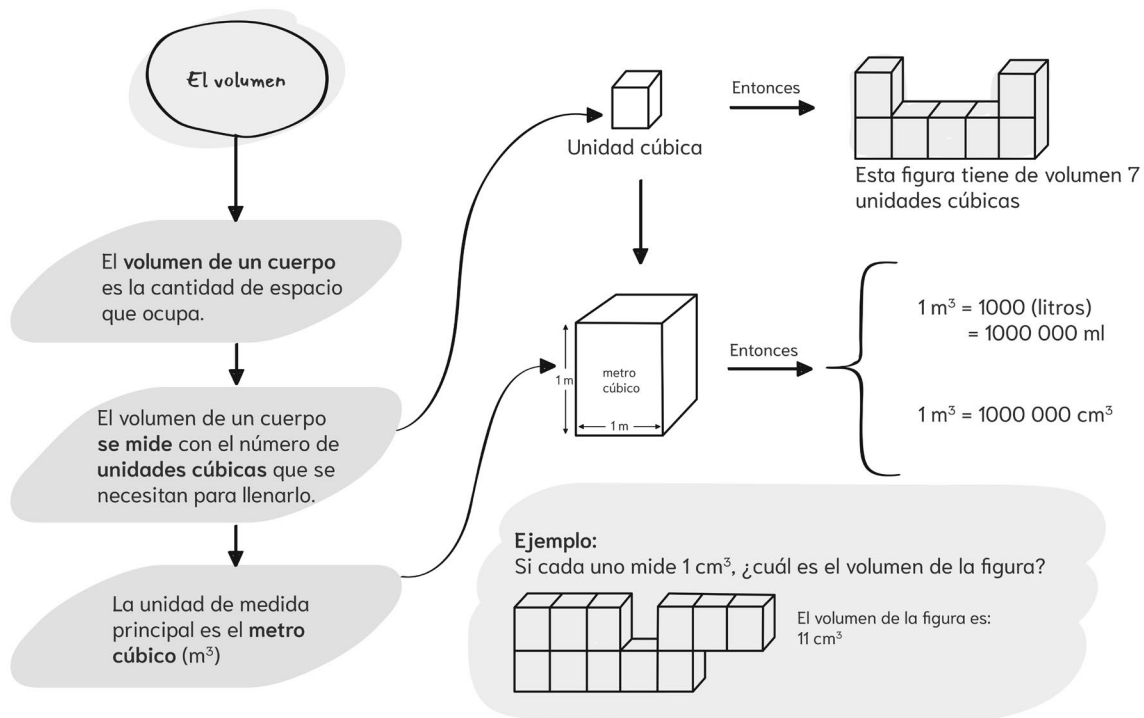 El volumen
El volumen de un cuerpo
es la cantidad de espacio
que ocupa.
El volumen de un cuerpo
se mide con el número de
unidades cúbicas que se
necesitan para llenarlo.
La unidad de medida
principal es el metro
cúbico (m³)
Unidad cúbica
Entonces
Esta figura tiene de volumen 7
unidades cúbicas
1 m
metro
cúbico
1 m
Entonces
1 m³ = 1000 (litros)
= 1000 000 ml
1 m³ = 1000 000 cm³
Ejemplo:
Si cada uno mide 1 cm³, ¿cuál es el volumen de la figura?
El volumen de la figura es:
11 cm³